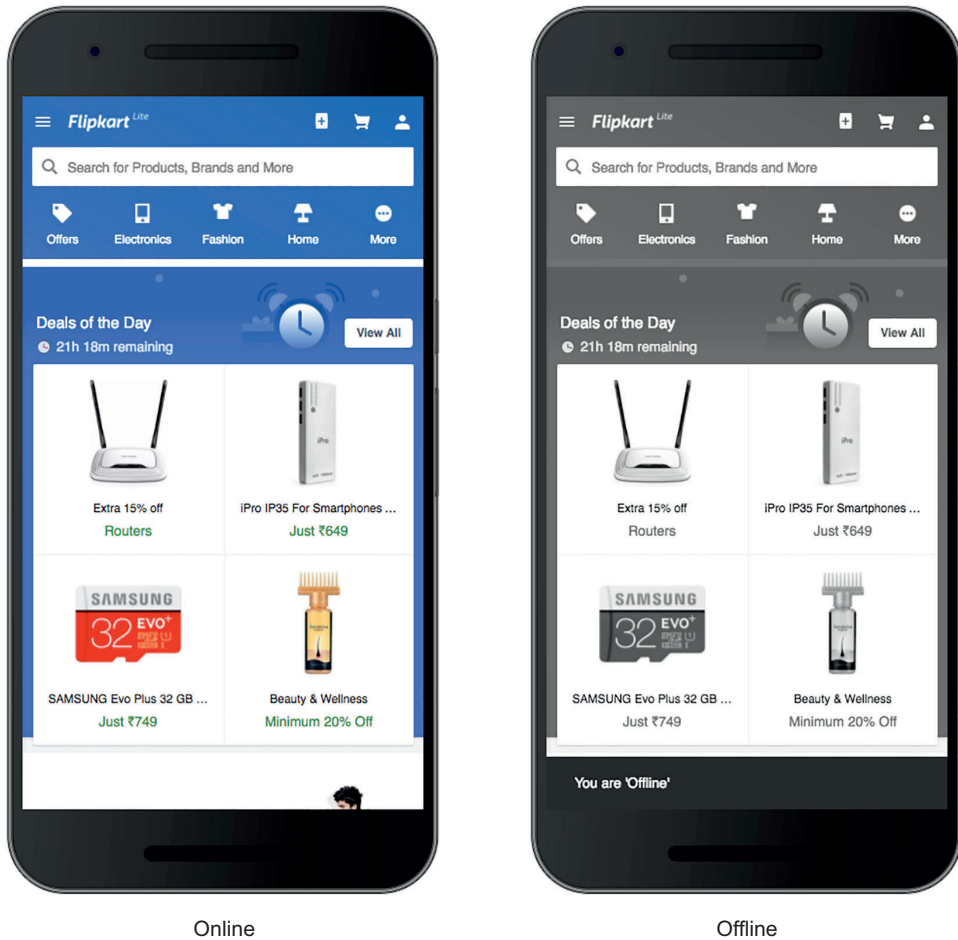 Flipkart Lite
Search for Products, Brands and More
Offers Electronics Fashion Home More
Deals of the Day
21h 18m remaining
View All
iPro
Extra 15% off
Routers
iPro IP35 For Smartphones ...
Just ₹649
SAMSUNG
32 EVO+
SAMSUNG Evo Plus 32 GB ...
Just ₹749
Beauty & Wellness
Minimum 20% Off
Online
Flipkart Lite
Search for Products, Brands and More
Offers Electronics Fashion Home More
Deals of the Day
21h 18m remaining
View All
iPro
Extra 15% off
Routers
iPro IP35 For Smartphones ...
Just ₹649
SAMSUNG
32 EVO+
SAMSUNG Evo Plus 32 GB ...
Just ₹749
Beauty & Wellness
Minimum 20% Off
You are 'Offline'
Offline